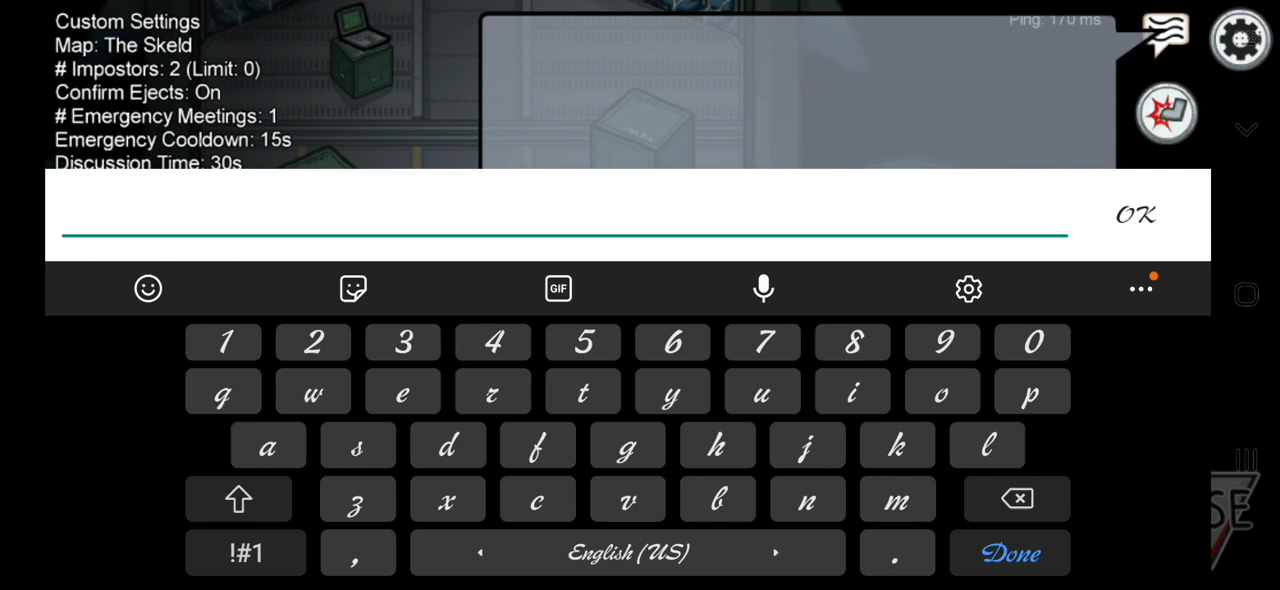 Custom Settings
Map: The Skeld
# Impostors: 2 (Limit: 0)
Confirm Ejects: On
# Emergency Meetings: 1
Emergency Cooldown: 15s
Discussion Time: 30s
Ping: 170 ms
OK
GIF
1 2 3 4 5 6 7 8 9 0
q w e r t y u i o p
a s d f g h j k l
z x c v b n m
!#1 , English (US) . Done